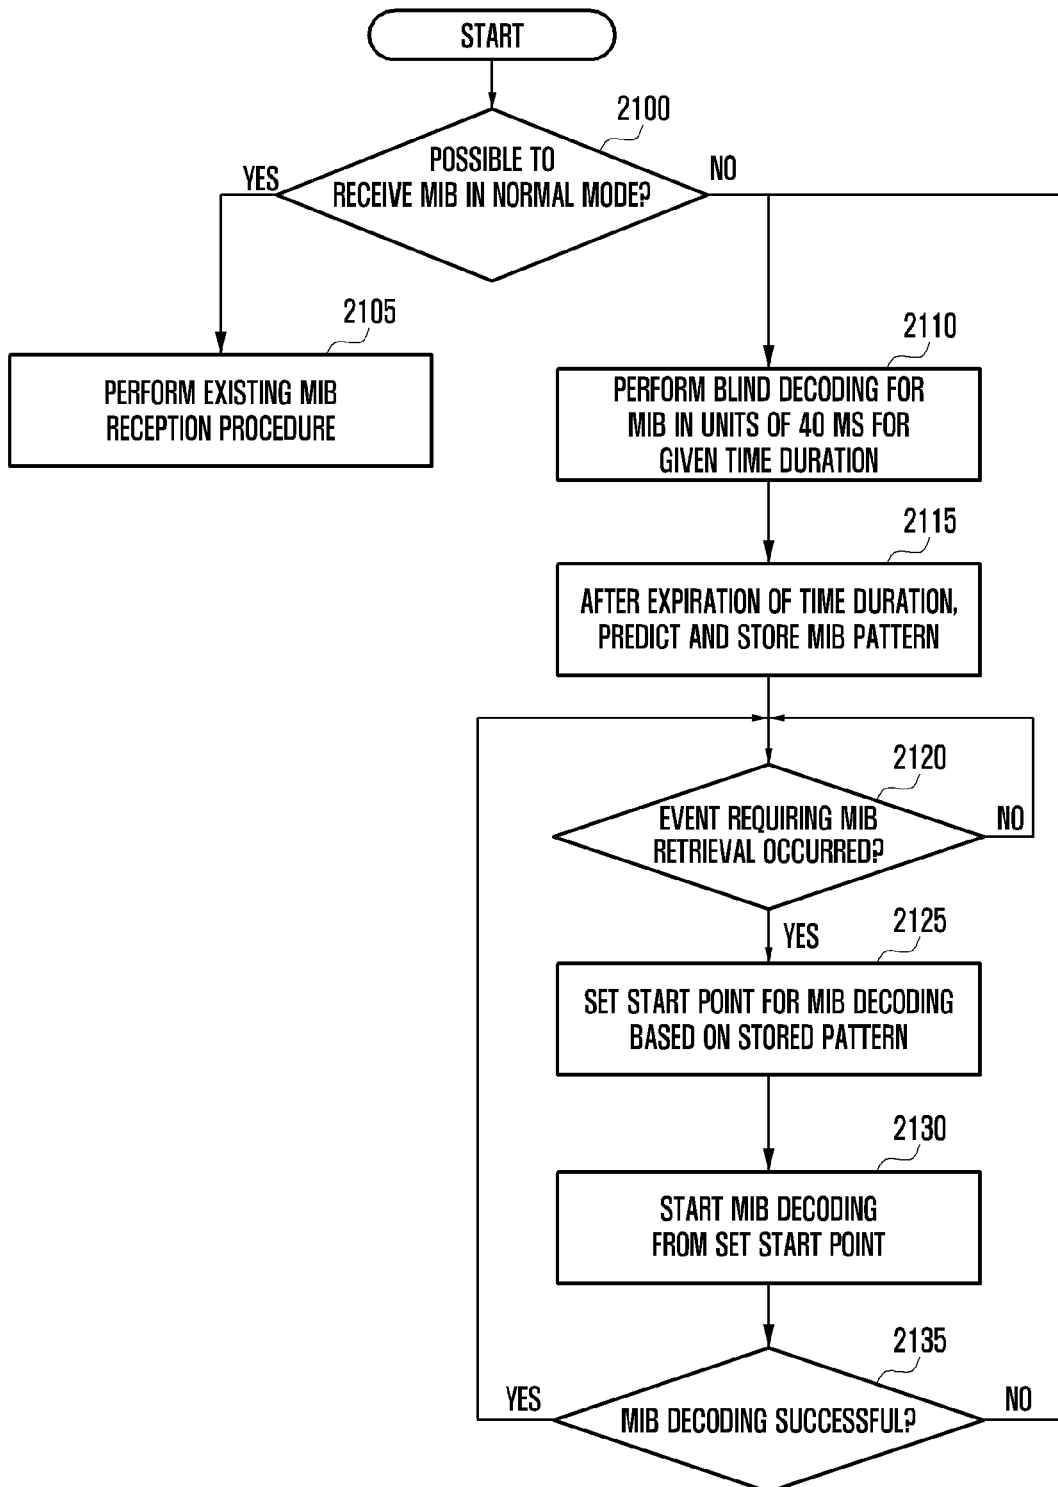 START
2100
POSSIBLE TO
RECEIVE MIB IN NORMAL MODE?
YES
NO
2105
PERFORM EXISTING MIB
RECEPTION PROCEDURE
2110
PERFORM BLIND DECODING FOR
MIB IN UNITS OF 40 MS FOR
GIVEN TIME DURATION
2115
AFTER EXPIRATION OF TIME DURATION,
PREDICT AND STORE MIB PATTERN
2120
EVENT REQUIRING MIB
RETRIEVAL OCCURRED?
NO
YES
2125
SET START POINT FOR MIB DECODING
BASED ON STORED PATTERN
2130
START MIB DECODING
FROM SET START POINT
2135
YES
MIB DECODING SUCCESSFUL?
NO